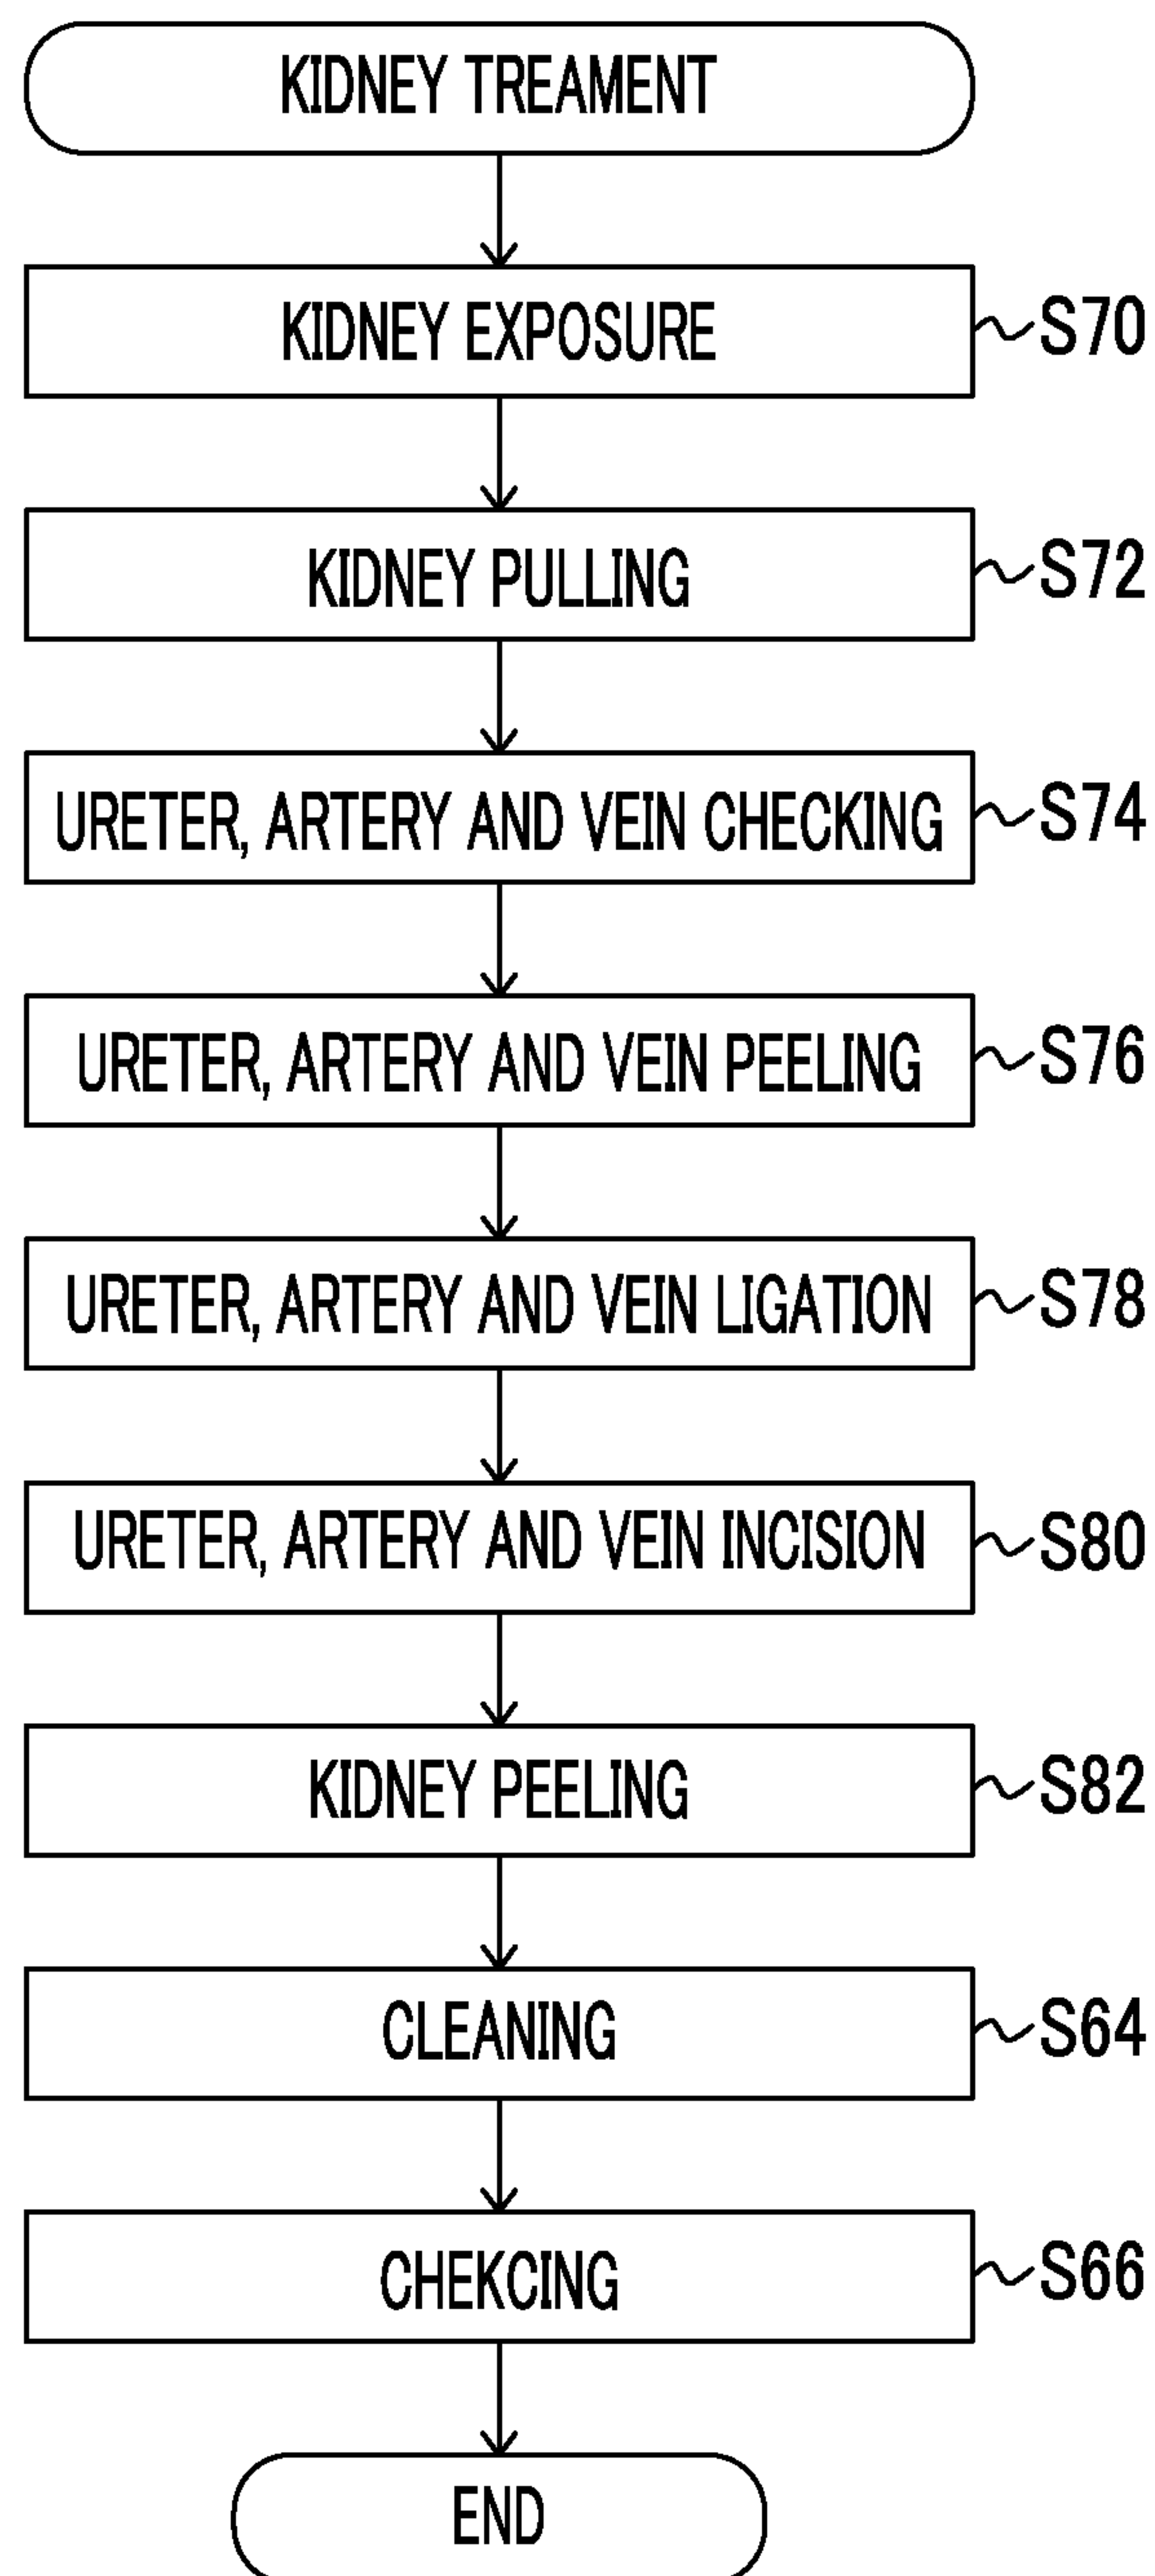 KIDNEY TREAMENT
KIDNEY EXPOSURE
S70
KIDNEY PULLING
S72
URETER, ARTERY AND VEIN CHECKING
S74
URETER, ARTERY AND VEIN PEELING
S76
URETER, ARTERY AND VEIN LIGATION
S78
URETER, ARTERY AND VEIN INCISION
S80
KIDNEY PEELING
S82
CLEANING
S64
CHEKCING
S66
END